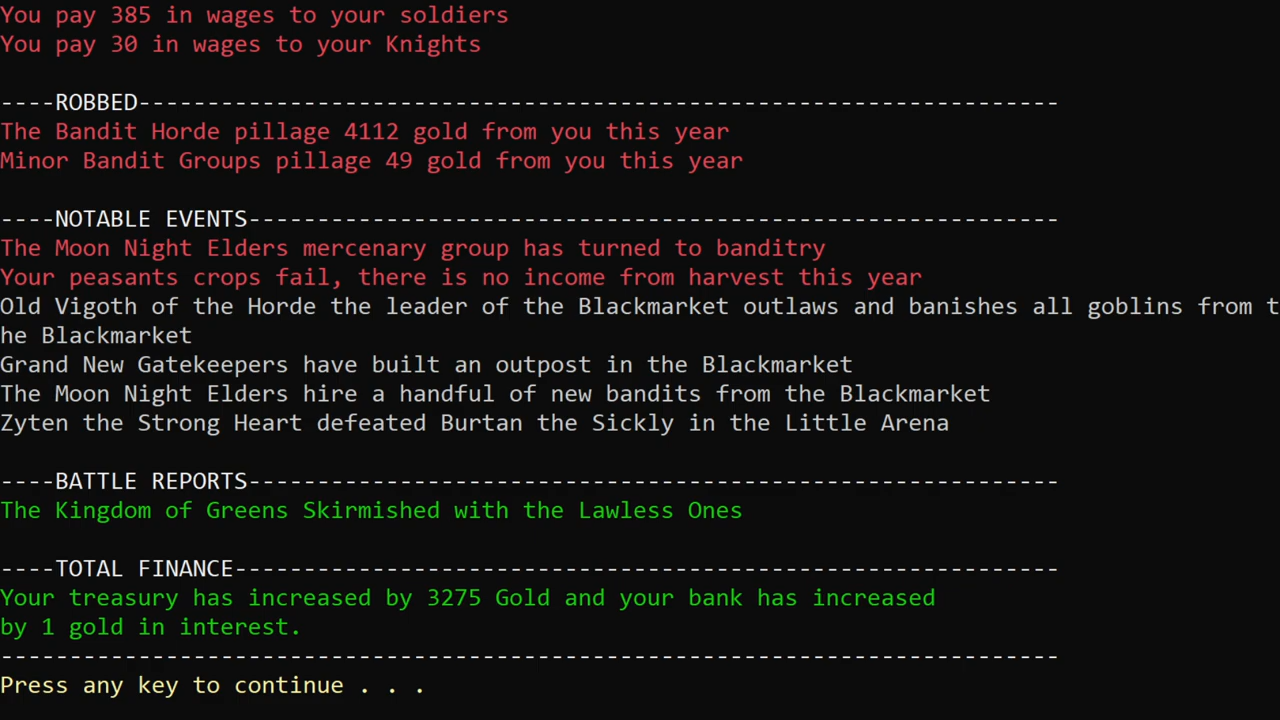 You pay 385 in wages to your soldiers
You pay 30 in wages to your Knights
----ROBBED-------------------------------------------------------------------
The Bandit Horde pillage 4112 gold from you this year
Minor Bandit Groups pillage 49 gold from you this year
----NOTABLE EVENTS-----------------------------------------------------------
The Moon Night Elders mercenary group has turned to banditry
Your peasants crops fail, there is no income from harvest this year
Old Vigoth of the Horde the leader of the Blackmarket outlaws and banishes all goblins from t
he Blackmarket
Grand New Gatekeepers have built an outpost in the Blackmarket
The Moon Night Elders hire a handful of new bandits from the Blackmarket
Zyten the Strong Heart defeated Burtan the Sickly in the Little Arena
----BATTLE REPORTS-----------------------------------------------------------
The Kingdom of Greens Skirmished with the Lawless Ones
----TOTAL FINANCE------------------------------------------------------------
Your treasury has increased by 3275 Gold and your bank has increased
by 1 gold in interest.
-----------------------------------------------------------------------------
Press any key to continue . . .